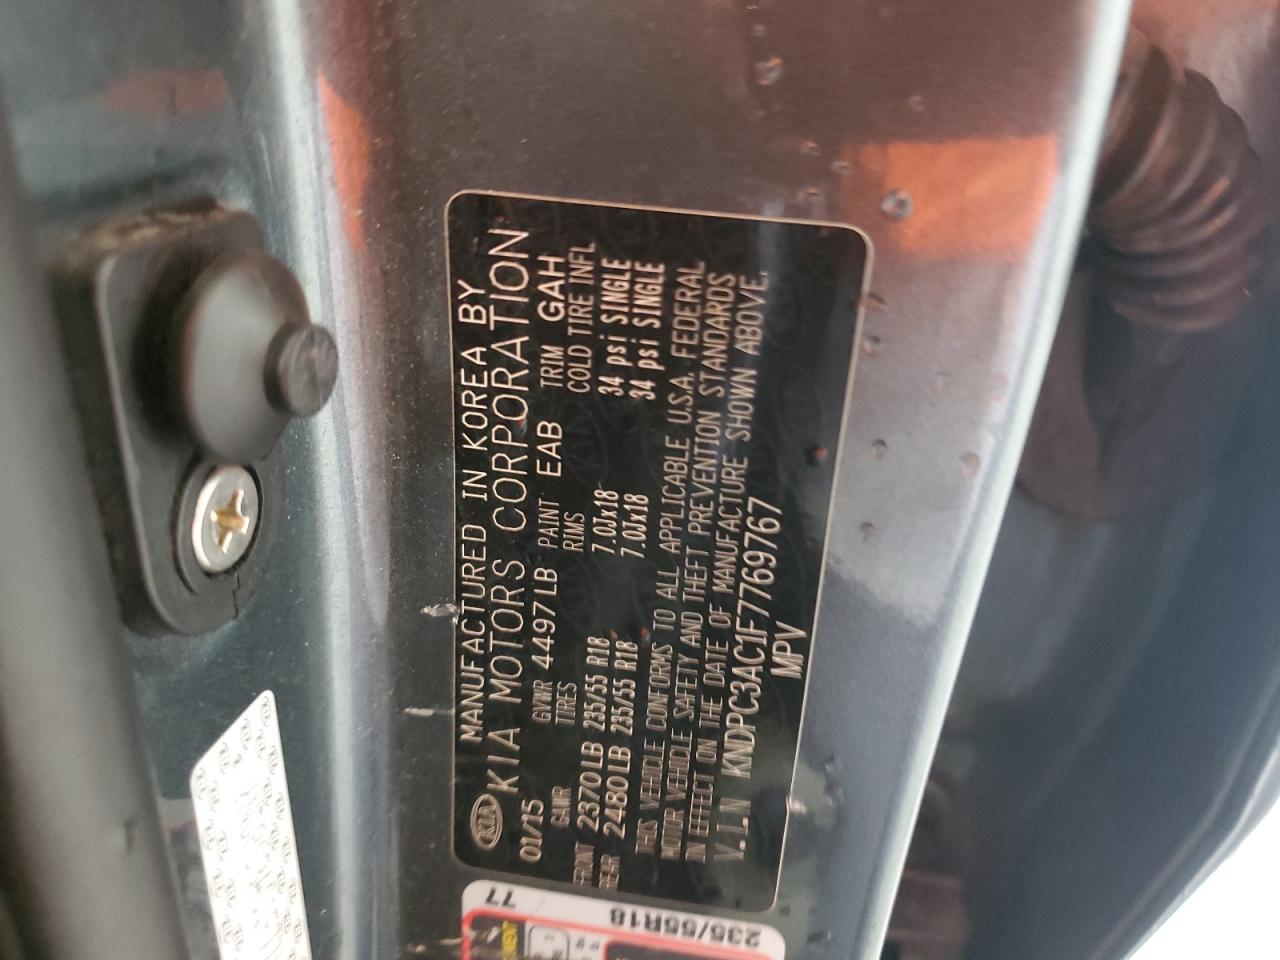 KIA MANUFACTURED IN KOREA BY
KIA MOTORS CORPORATION
01/15 GVWR 4497LB PAINT EAB TRIM GAH
GAWR TIRES RIMS COLD TIRE INFL
FRONT 2370LB 235/55 R18 7.0Jx18 34 psi SINGLE
REAR 2480LB 235/55 R18 7.0Jx18 34 psi SINGLE
THIS VEHICLE CONFORMS TO ALL APPLICABLE U.S.A. FEDERAL
MOTOR VEHICLE SAFETY AND THEFT PREVENTION STANDARDS
IN EFFECT ON THE DATE OF MANUFACTURE SHOWN ABOVE.
V.I.N KNDPC3AC1F7769767
MPV
235/55R18
77